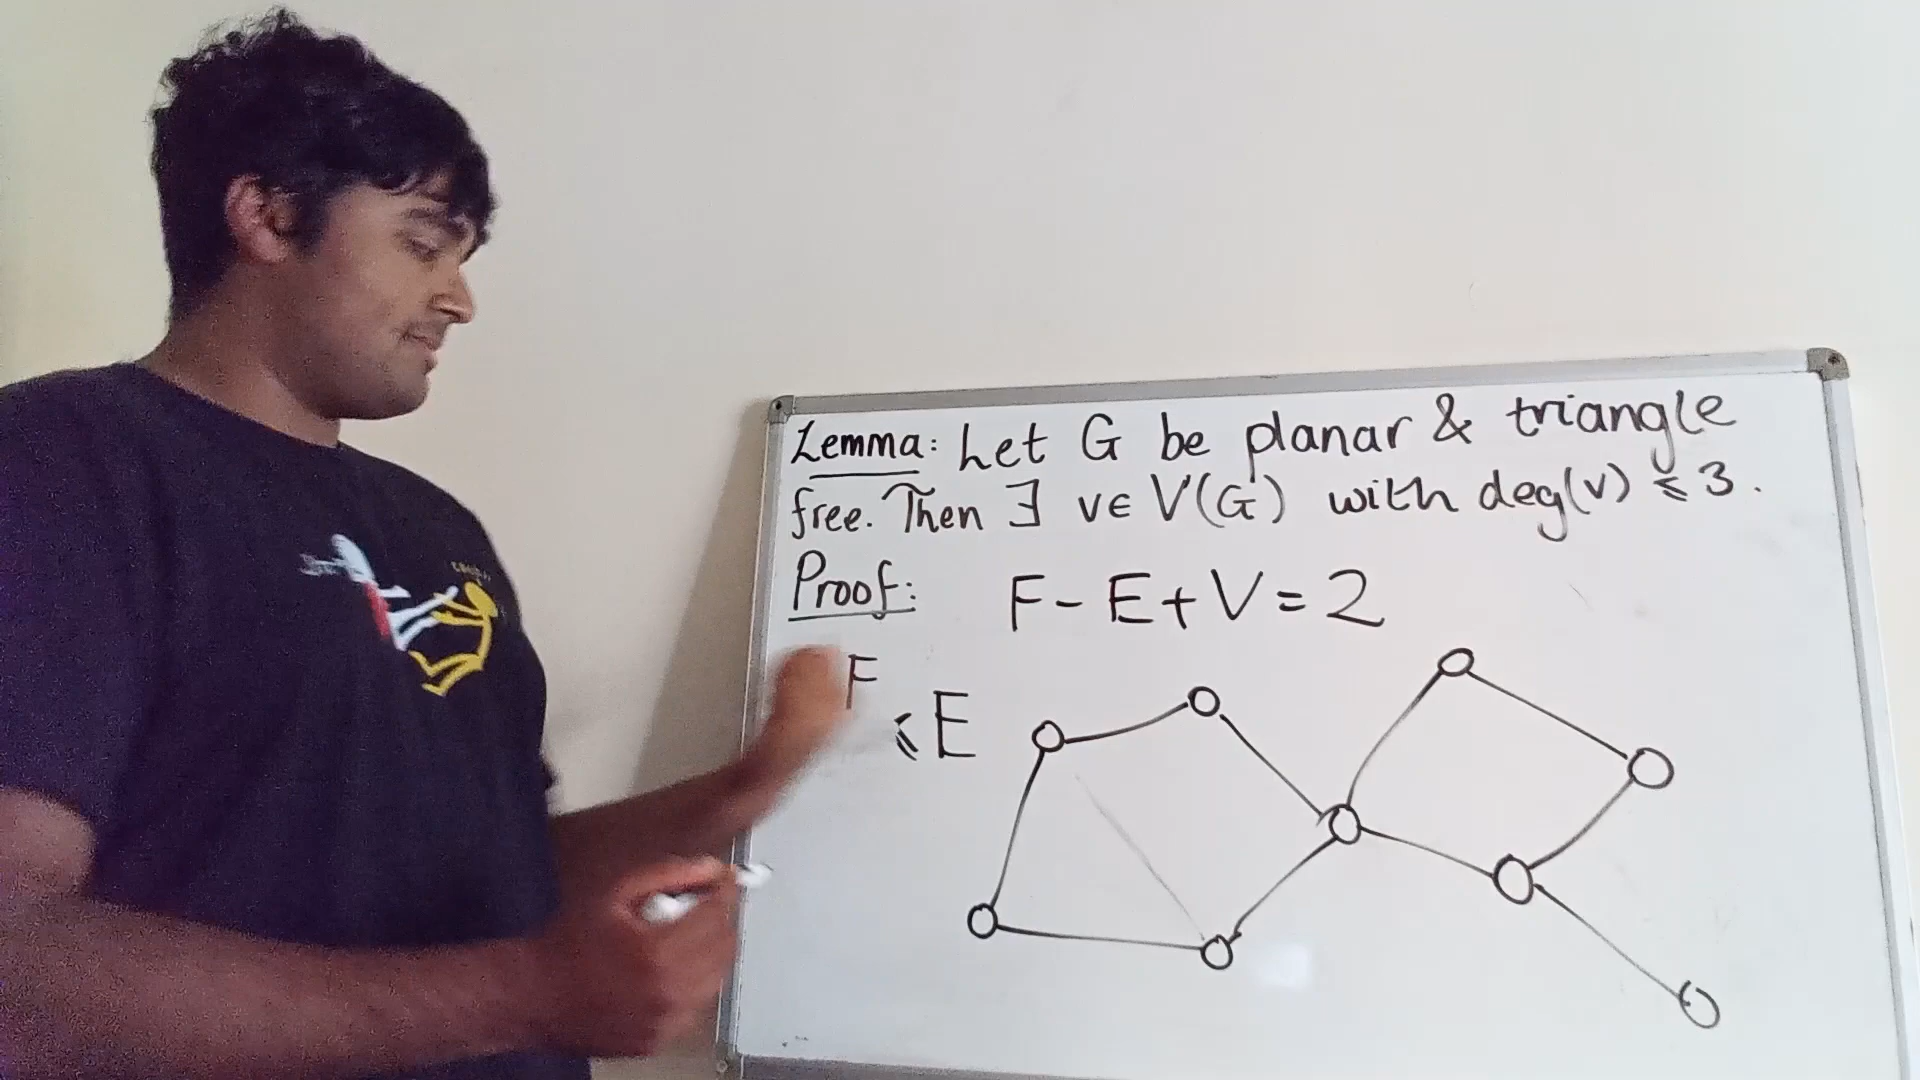 Lemma: Let G be planar & triangle
free. Then ∃ v∈V(G) with deg(v) ⩽ 3.
Proof: F - E + V = 2
F
⩽ E